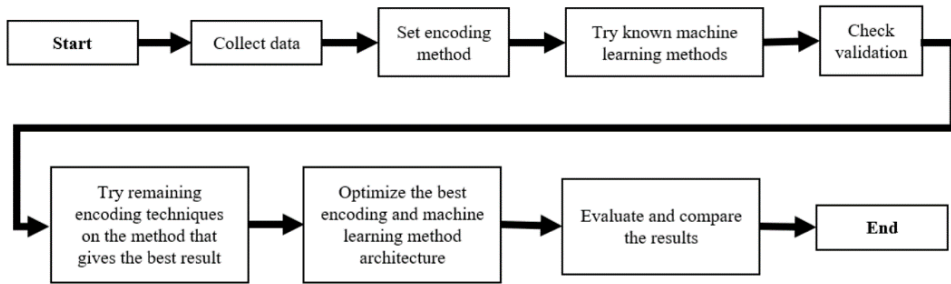 Start
Collect data
Set encoding
method
Try known machine
learning methods
Check
validation
Try remaining
encoding techniques
on the method that
gives the best result
Optimize the best
encoding and machine
learning method
architecture
Evaluate and compare
the results
End